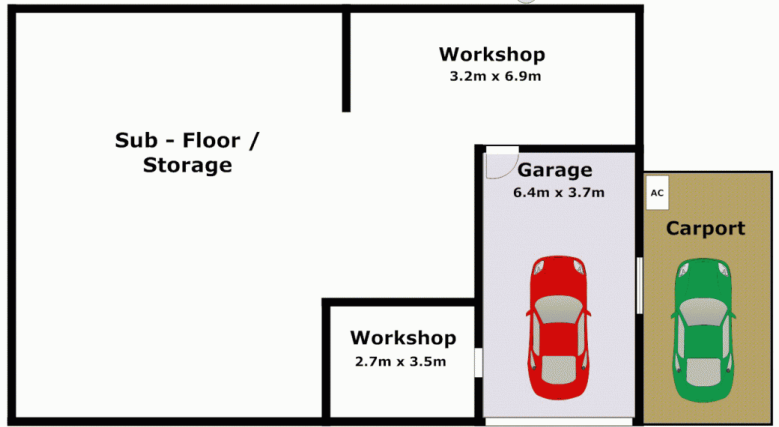 Workshop
3.2m x 6.9m
Sub - Floor /
Storage
Garage
6.4m x 3.7m
AC
Carport
Workshop
2.7m x 3.5m